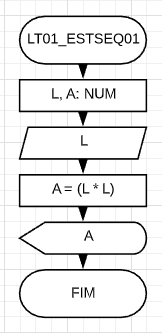 LT01_ESTSEQ01
L, A: NUM
L
A = (L * L)
A
FIM